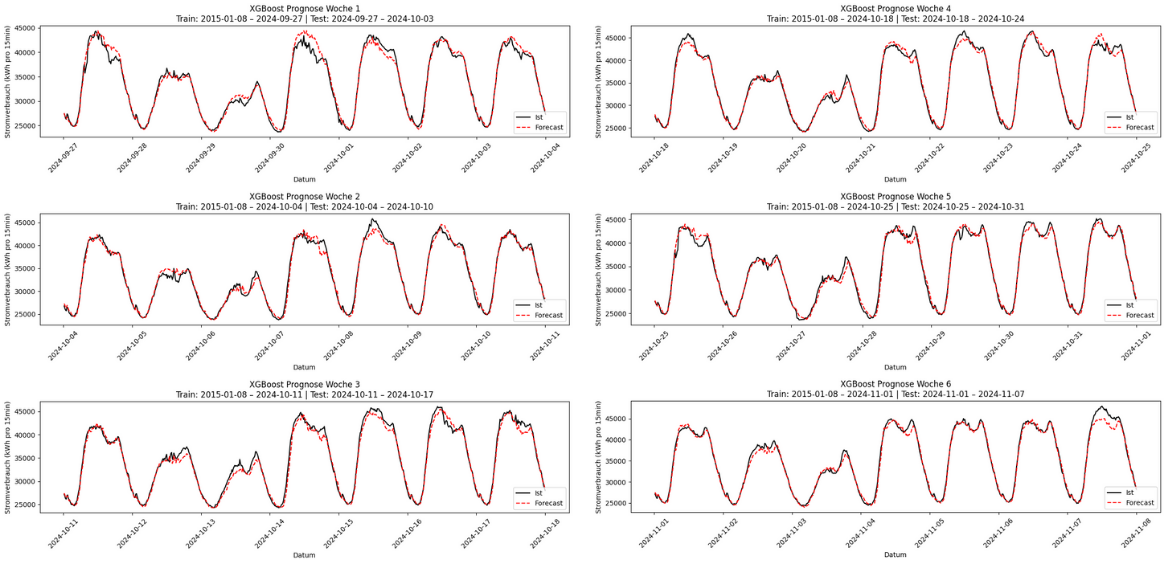 XGBoost Prognose Woche 1
Train: 2015-01-08 – 2024-09-27 | Test: 2024-09-27 – 2024-10-03
Stromverbrauch (kWh pro 15min)
45000
40000
35000
30000
25000
Ist
Forecast
2024-09-27
2024-09-28
2024-09-29
2024-09-30
2024-10-01
2024-10-02
2024-10-03
2024-10-04
Datum
XGBoost Prognose Woche 4
Train: 2015-01-08 – 2024-10-18 | Test: 2024-10-18 – 2024-10-24
Stromverbrauch (kWh pro 15min)
45000
40000
35000
30000
25000
Ist
Forecast
2024-10-18
2024-10-19
2024-10-20
2024-10-21
2024-10-22
2024-10-23
2024-10-24
2024-10-25
Datum
XGBoost Prognose Woche 2
Train: 2015-01-08 – 2024-10-04 | Test: 2024-10-04 – 2024-10-10
Stromverbrauch (kWh pro 15min)
45000
40000
35000
30000
25000
Ist
Forecast
2024-10-04
2024-10-05
2024-10-06
2024-10-07
2024-10-08
2024-10-09
2024-10-10
2024-10-11
Datum
XGBoost Prognose Woche 5
Train: 2015-01-08 – 2024-10-25 | Test: 2024-10-25 – 2024-10-31
Stromverbrauch (kWh pro 15min)
45000
40000
35000
30000
25000
Ist
Forecast
2024-10-25
2024-10-26
2024-10-27
2024-10-28
2024-10-29
2024-10-30
2024-10-31
2024-11-01
Datum
XGBoost Prognose Woche 3
Train: 2015-01-08 – 2024-10-11 | Test: 2024-10-11 – 2024-10-17
Stromverbrauch (kWh pro 15min)
45000
40000
35000
30000
25000
Ist
Forecast
2024-10-11
2024-10-12
2024-10-13
2024-10-14
2024-10-15
2024-10-16
2024-10-17
2024-10-18
Datum
XGBoost Prognose Woche 6
Train: 2015-01-08 – 2024-11-01 | Test: 2024-11-01 – 2024-11-07
Stromverbrauch (kWh pro 15min)
45000
40000
35000
30000
25000
Ist
Forecast
2024-11-01
2024-11-02
2024-11-03
2024-11-04
2024-11-05
2024-11-06
2024-11-07
2024-11-08
Datum